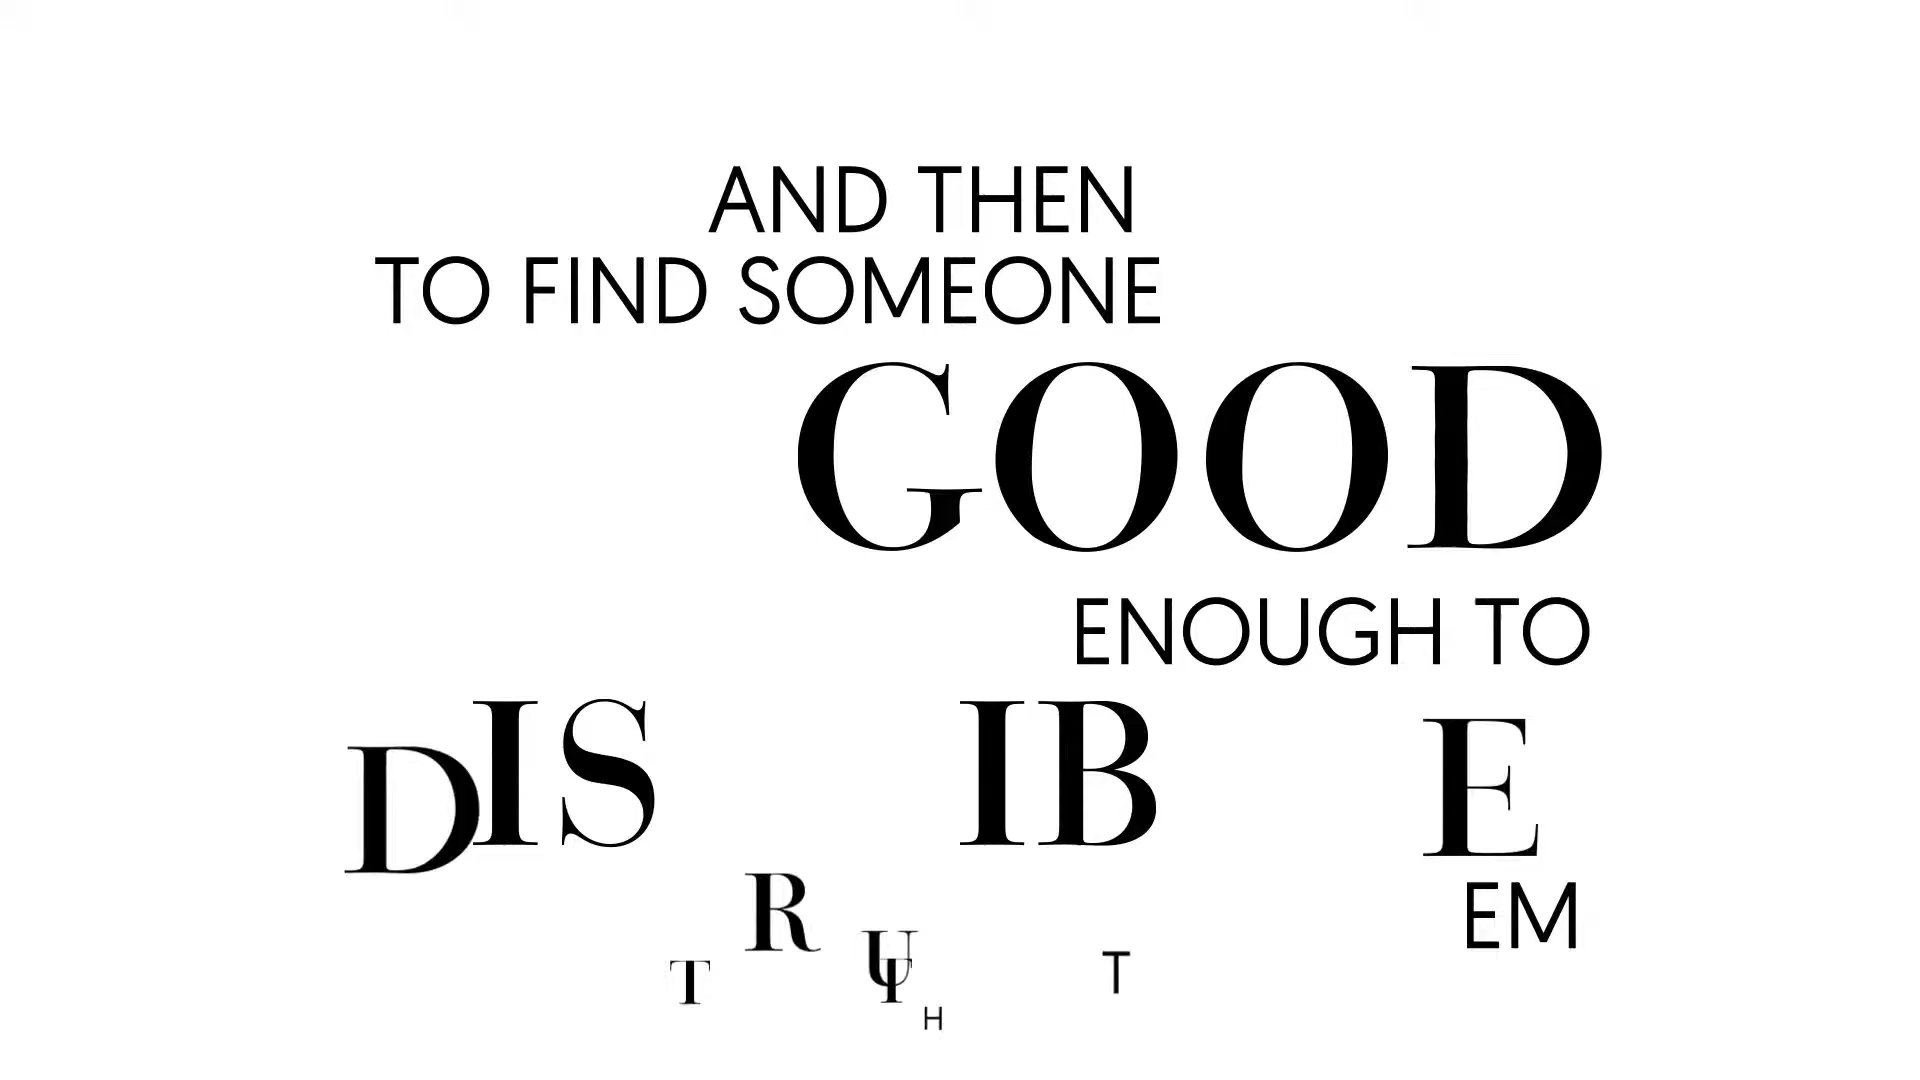 AND THEN
TO FIND SOMEONE
GOOD
ENOUGH TO
DIS IB E
EM
R
T U T T
H